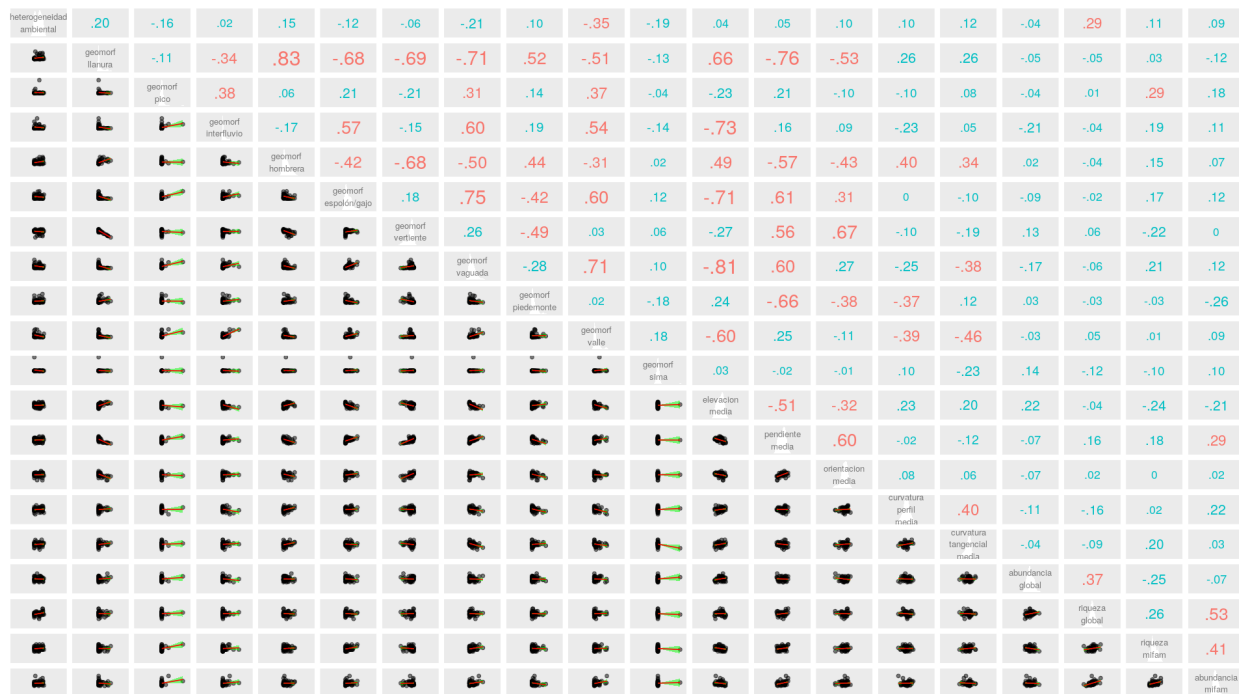 heterogeneidad
ambiental
.20 -.16 .02 .15 -.12 -.06 -.21 .10 -.35 -.19 .04 .05 .10 .10 .12 -.04 .29 .11 .09
geomorf
llanura
-.11 -.34 .83 -.68 -.69 -.71 .52 -.51 -.13 .66 -.76 -.53 .26 .26 -.05 -.05 .03 -.12
geomorf
pico
.38 .06 .21 -.21 .31 .14 .37 -.04 -.23 .21 -.10 -.10 .08 -.04 .01 .29 .18
geomorf
interfluvio
-.17 .57 -.15 .60 .19 .54 -.14 -.73 .16 .09 -.23 .05 -.21 -.04 .19 .11
geomorf
hombrera
-.42 -.68 -.50 .44 -.31 .02 .49 -.57 -.43 .40 .34 .02 -.04 .15 .07
geomorf
espolón/gajo
.18 .75 -.42 .60 .12 -.71 .61 .31 0 -.10 -.09 -.02 .17 .12
geomorf
vertiente
.26 -.49 .03 .06 -.27 .56 .67 -.10 -.19 .13 .06 -.22 0
geomorf
vaguada
-.28 .71 .10 -.81 .60 .27 -.25 -.38 -.17 -.06 .21 .12
geomorf
piedemonte
.02 -.18 .24 -.66 -.38 -.37 .12 .03 -.03 -.03 -.26
geomorf
valle
.18 -.60 .25 -.11 -.39 -.46 -.03 .05 .01 .09
geomorf
sima
.03 -.02 -.01 .10 -.23 .14 -.12 -.10 .10
elevacion
media
-.51 -.32 .23 .20 .22 -.04 -.24 -.21
pendiente
media
.60 -.02 -.12 -.07 .16 .18 .29
orientacion
media
.08 .06 -.07 .02 0 .02
curvatura
perfil
media
.40 -.11 -.16 .02 .22
curvatura
tangencial
media
-.04 -.09 .20 .03
abundancia
global
.37 -.25 -.07
riqueza
global
.26 .53
riqueza
mifam
.41
abundancia
mifam